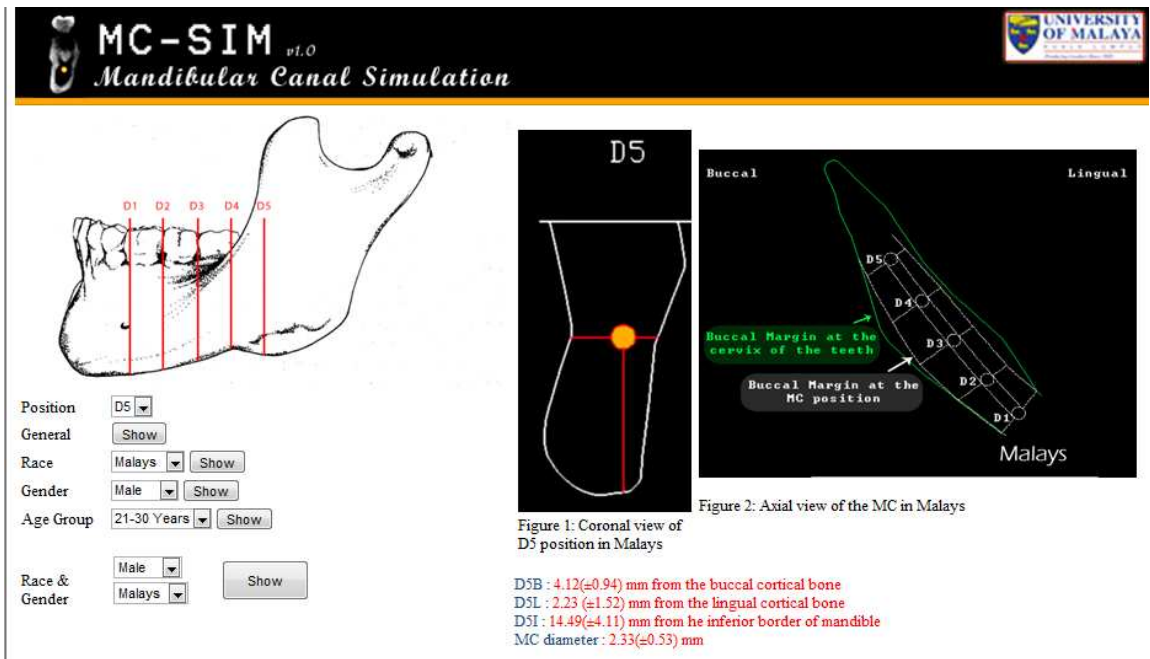 MC-SIM v1.0
Mandibular Canal Simulation
UNIVERSITY
OF MALAYA
D1 D2 D3 D4 D5
Position D5
General Show
Race Malays Show
Gender Male Show
Age Group 21-30 Years Show
Race &
Gender
Male
Malays
Show
D5
Figure 1: Coronal view of
D5 position in Malays
Buccal Lingual
D5
D4
D3
D2
D1
Buccal Margin at the
cervix of the teeth
Buccal Margin at the
MC position
Malays
Figure 2: Axial view of the MC in Malays
D5B : 4.12(±0.94) mm from the buccal cortical bone
D5L : 2.23 (±1.52) mm from the lingual cortical bone
D5I : 14.49(±4.11) mm from he inferior border of mandible
MC diameter : 2.33(±0.53) mm